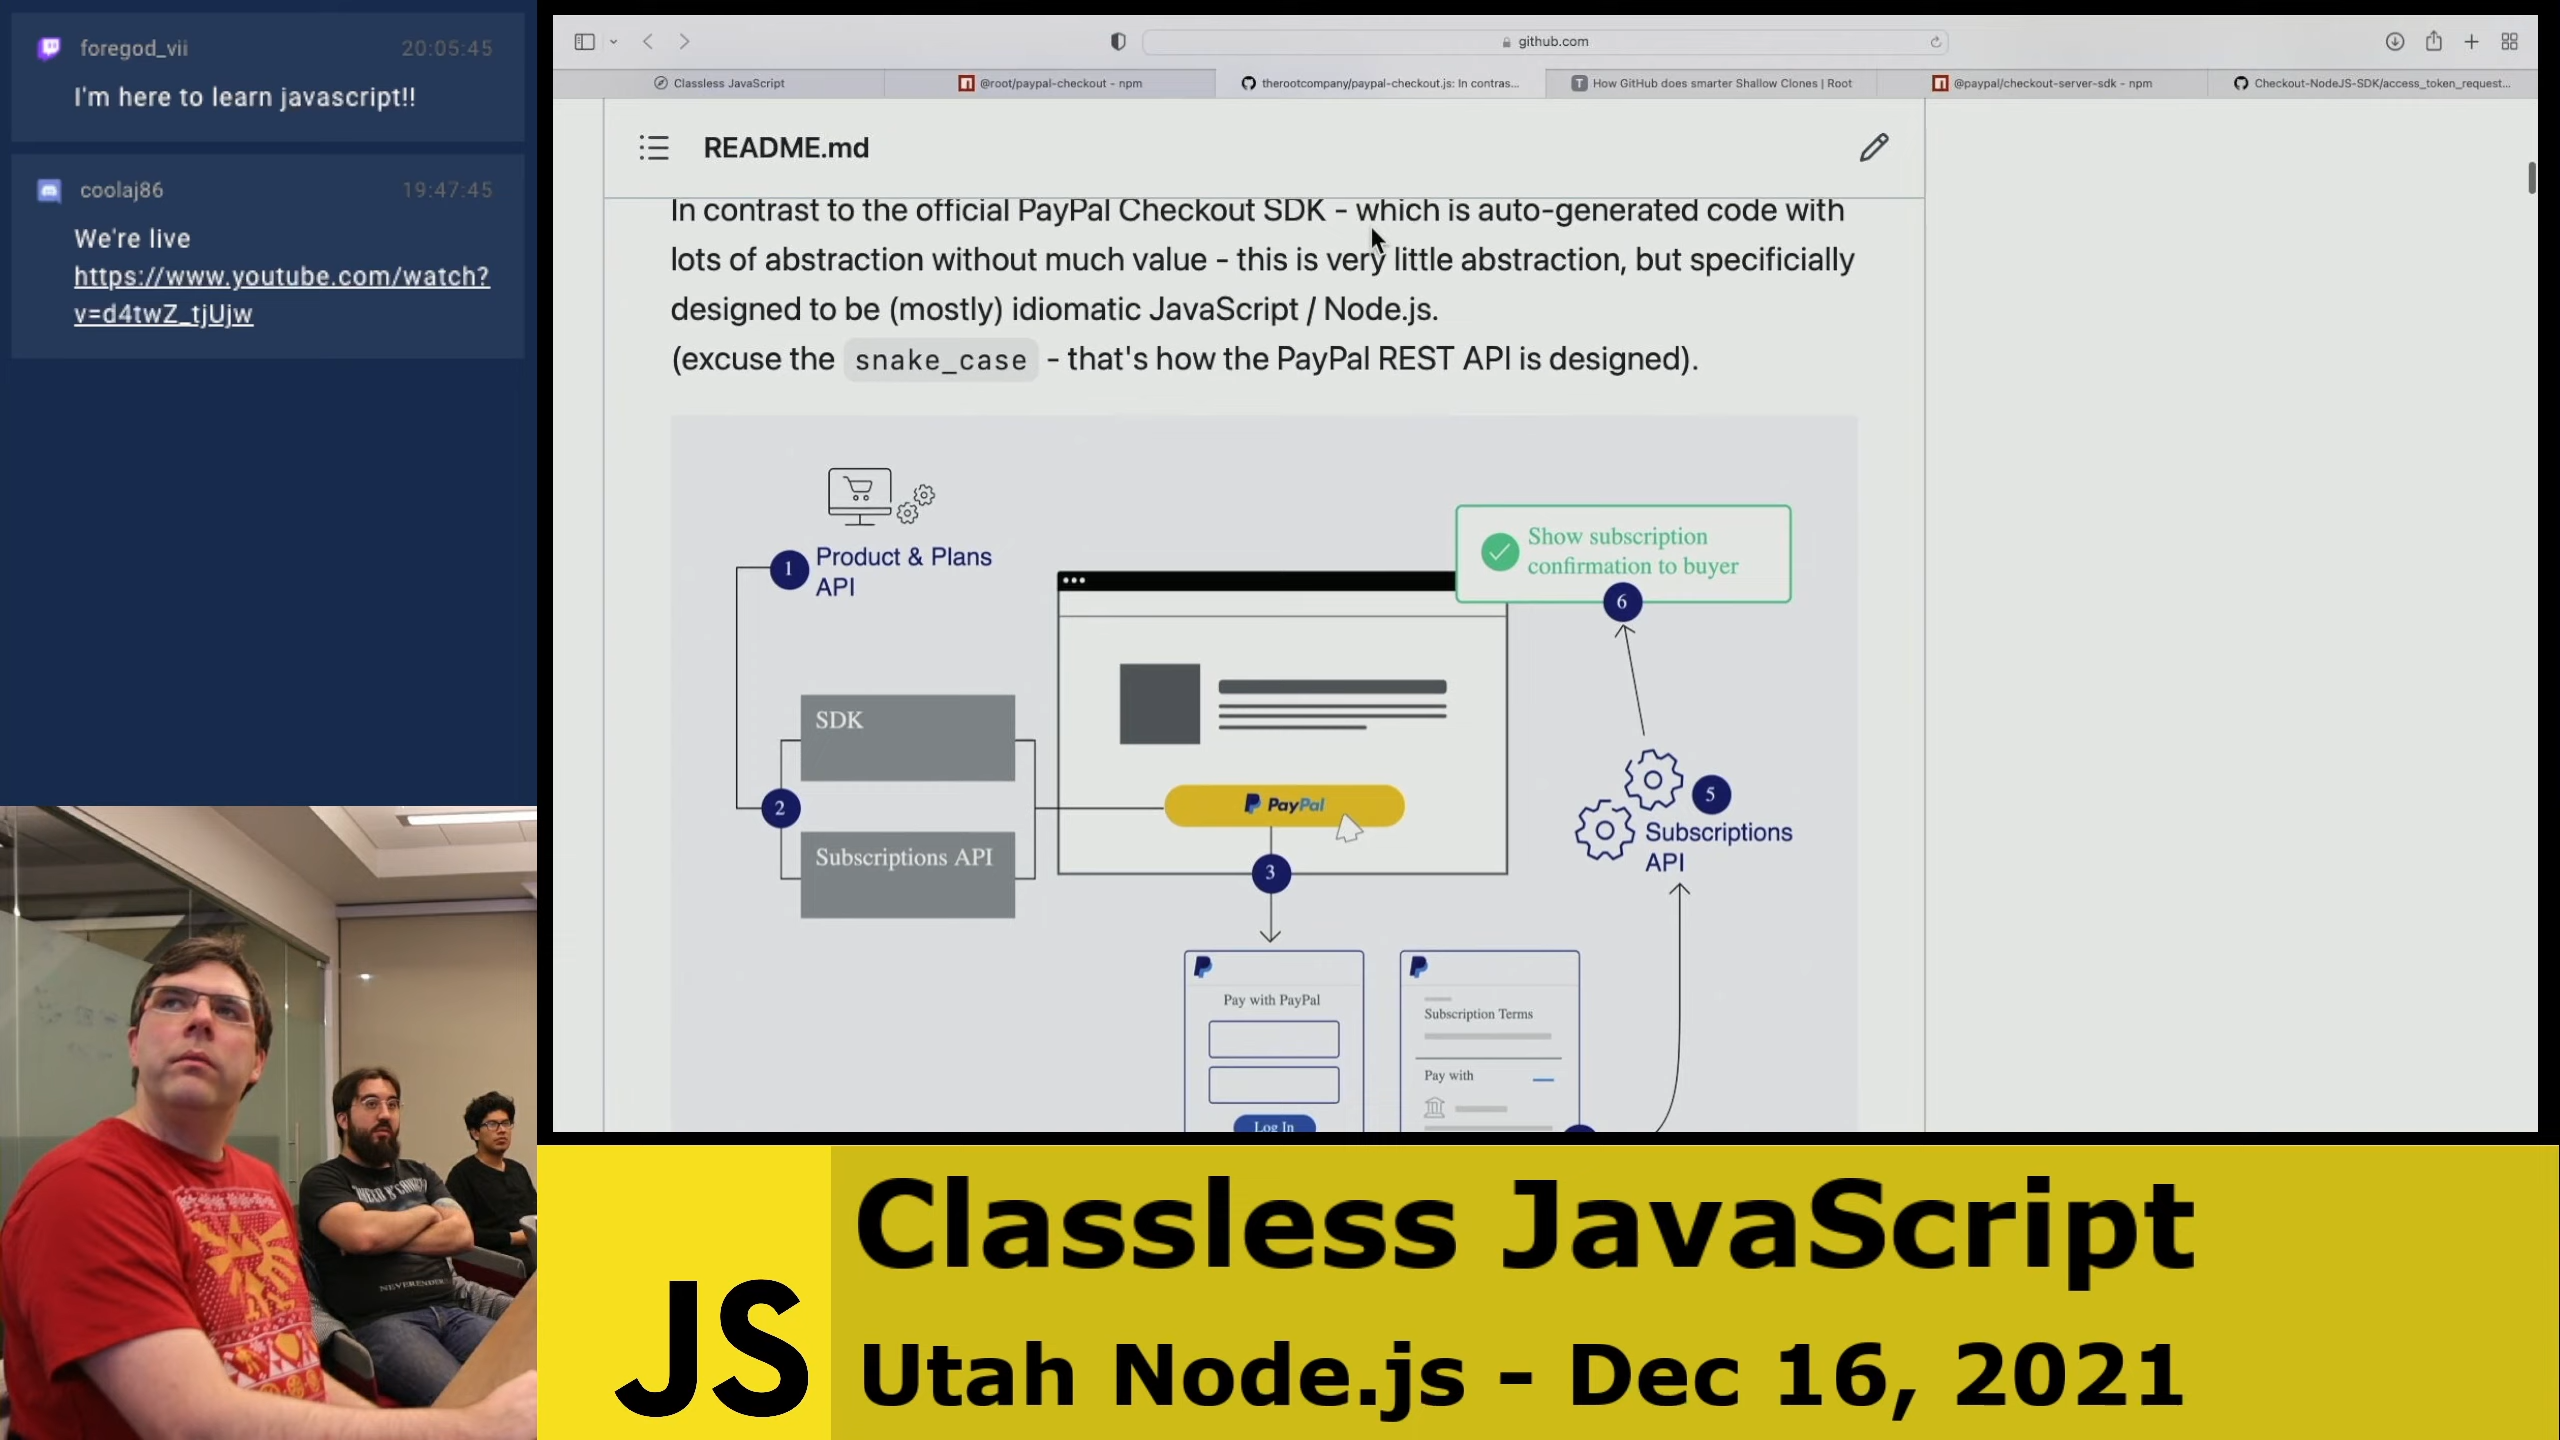 foregod_vii 20:05:45
I'm here to learn javascript!!
coolaj86 19:47:45
We're live
https://www.youtube.com/watch?
v=d4twZ_tjUjw
github.com
Classless JavaScript
@root/paypal-checkout - npm
therootcompany/paypal-checkout.js: In contras...
How GitHub does smarter Shallow Clones | Root
@paypal/checkout-server-sdk - npm
Checkout-NodeJS-SDK/access_token_request...
README.md
In contrast to the official PayPal Checkout SDK - which is auto-generated code with
lots of abstraction without much value - this is very little abstraction, but specificially
designed to be (mostly) idiomatic JavaScript / Node.js.
(excuse the snake_case - that's how the PayPal REST API is designed).
1 Product & Plans
API
Show subscription
confirmation to buyer
6
SDK
2
Subscriptions API
PayPal
3
5
Subscriptions
API
Pay with PayPal
Log In
Subscription Terms
Pay with
NEVERENDER
JS
Classless JavaScript
Utah Node.js - Dec 16, 2021